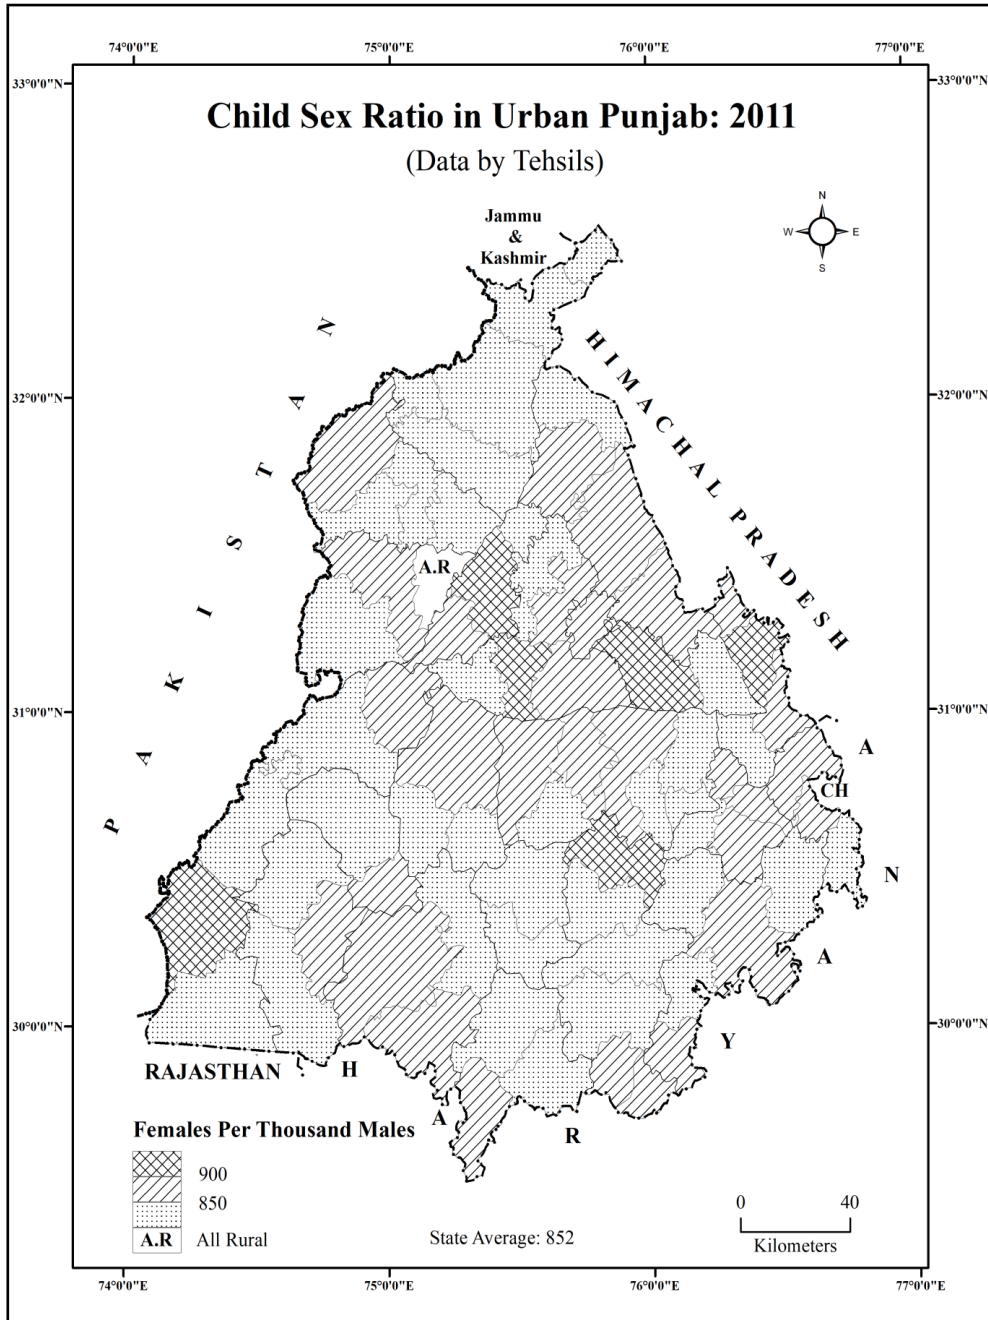 74°0'0"E 75°0'0"E 76°0'0"E 77°0'0"E
33°0'0"N 33°0'0"N
Child Sex Ratio in Urban Punjab: 2011
(Data by Tehsils)
N
W E
S
Jammu
&
Kashmir
PAKISTAN
HIMACHAL PRADESH
32°0'0"N 32°0'0"N
A.R
31°0'0"N 31°0'0"N
CH
HARYANA
30°0'0"N 30°0'0"N
RAJASTHAN
Females Per Thousand Males
900
850
A.R All Rural
State Average: 852
0 40
Kilometers
74°0'0"E 75°0'0"E 76°0'0"E 77°0'0"E